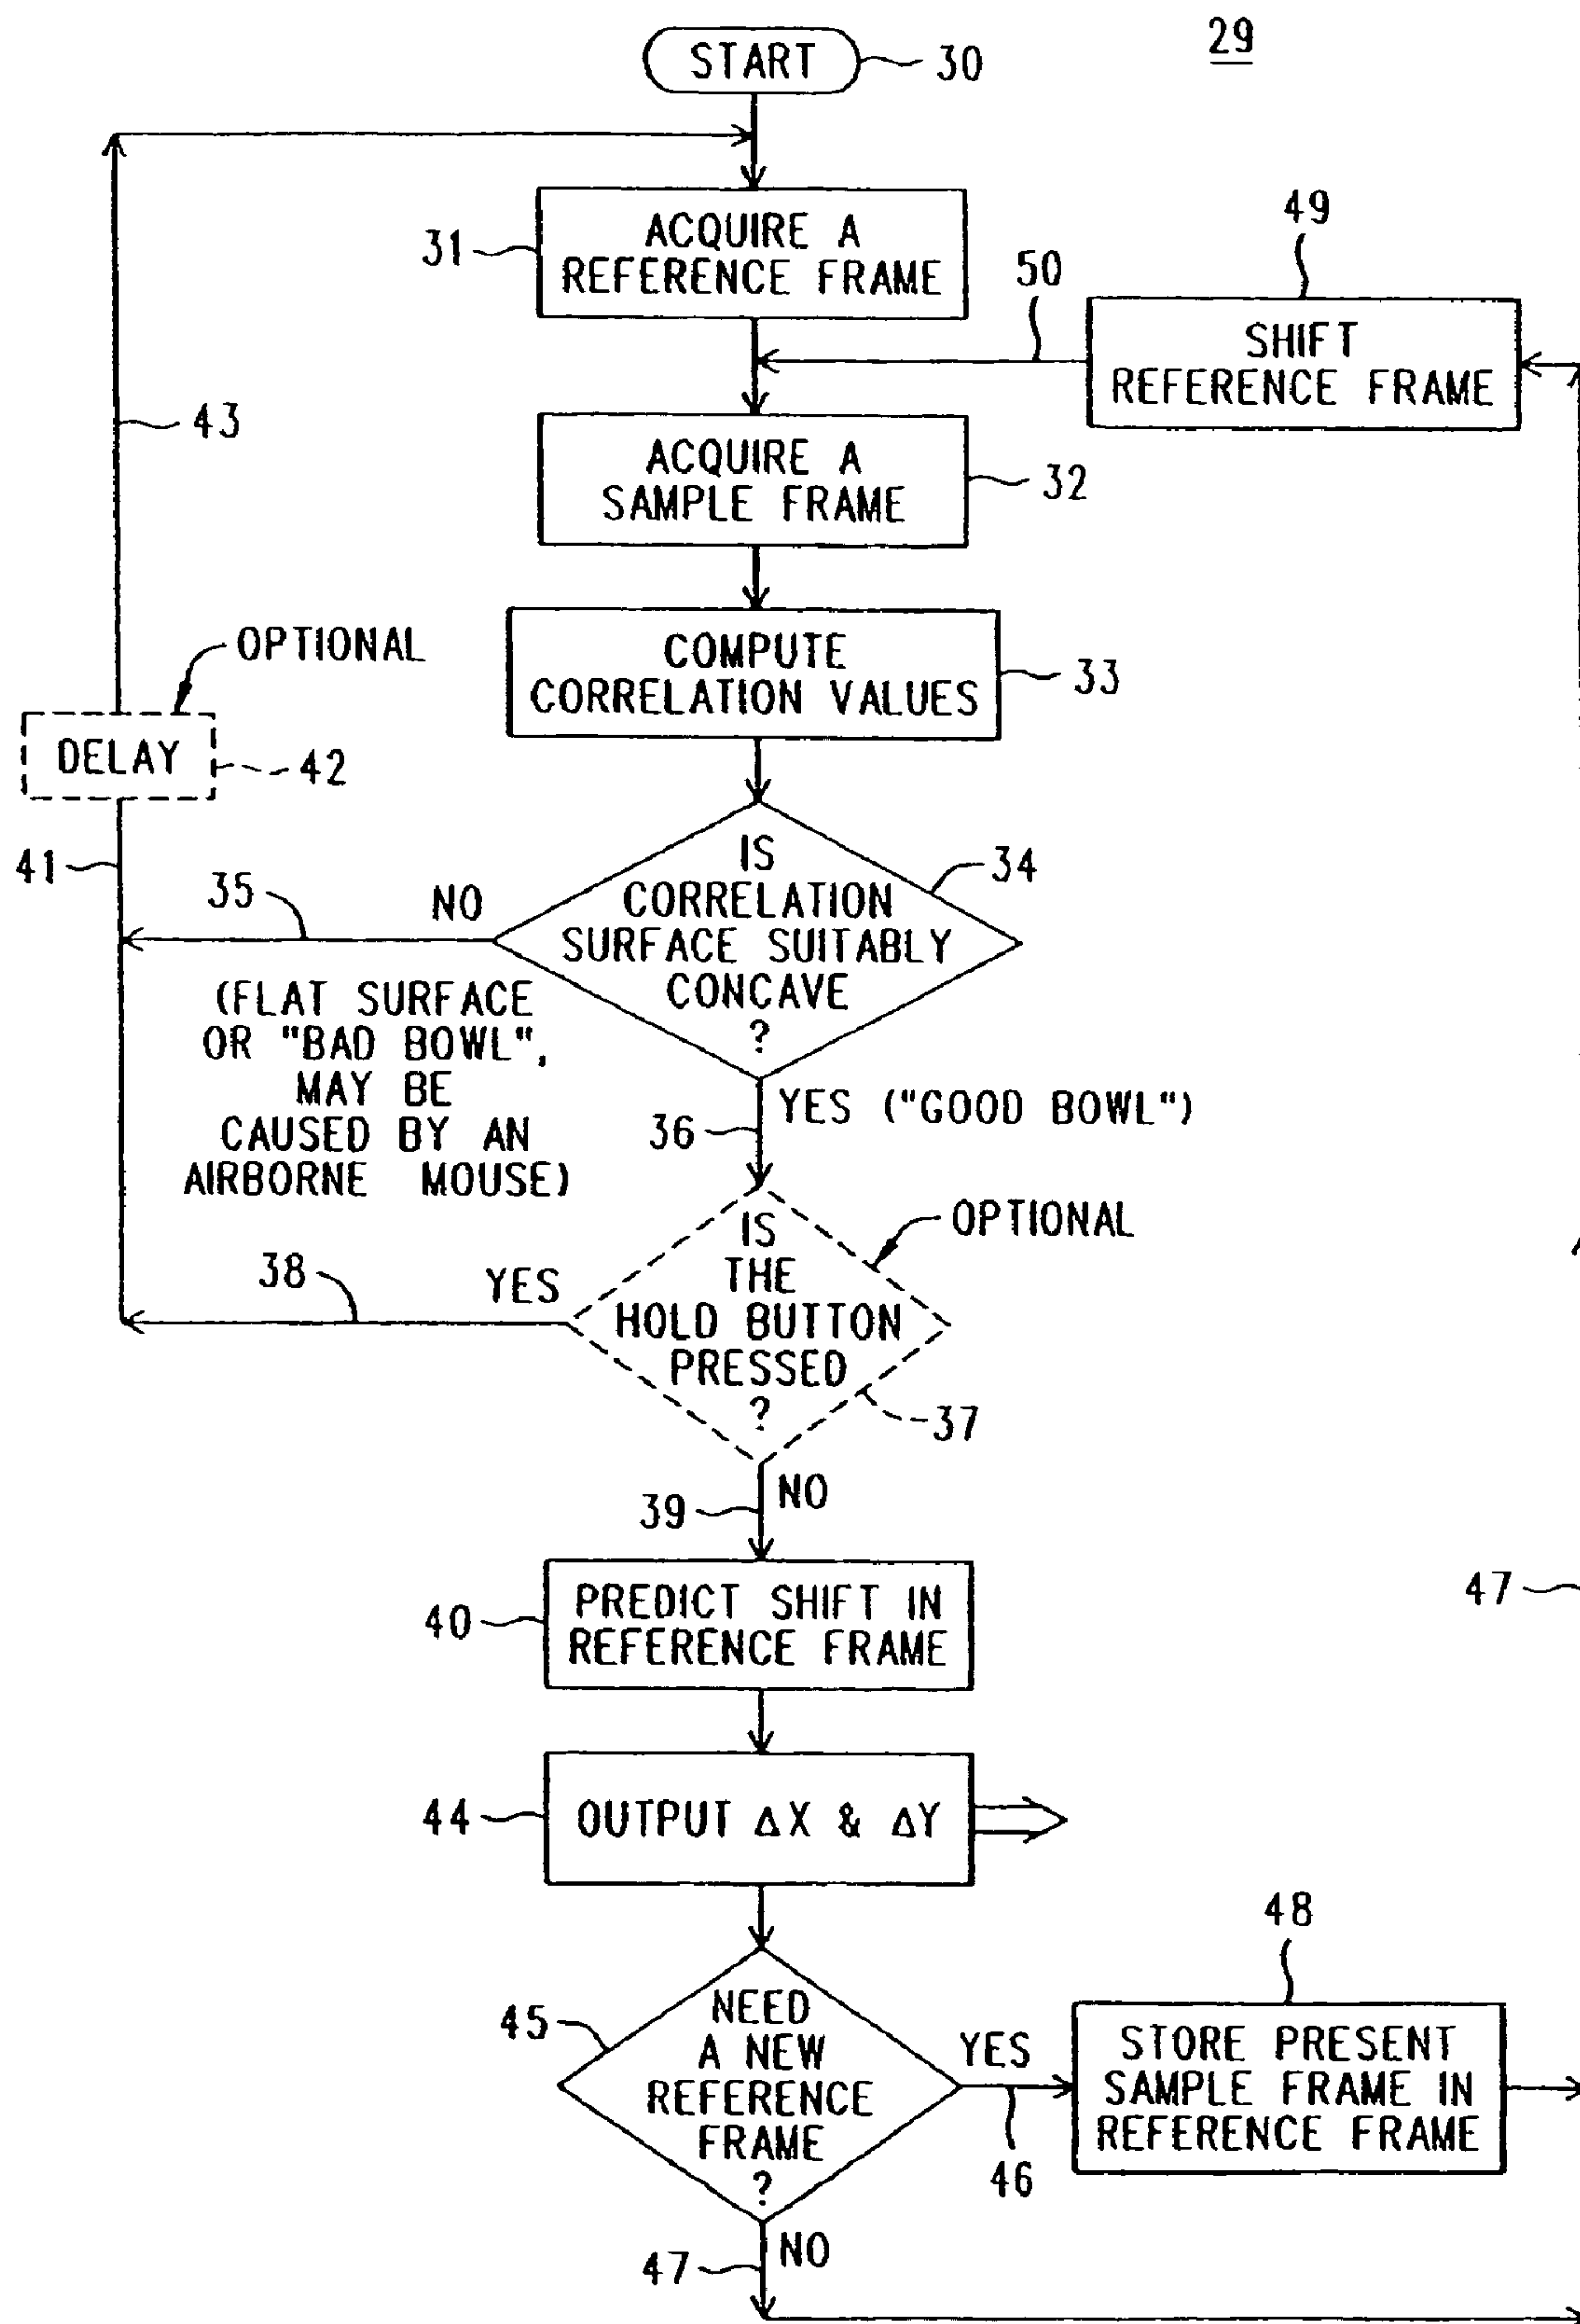 29
START
30
ACQUIRE A
REFERENCE FRAME
31
49
50
SHIFT
REFERENCE FRAME
43
ACQUIRE A
SAMPLE FRAME
32
OPTIONAL
COMPUTE
CORRELATION VALUES
33
DELAY
42
41
35
NO
IS
CORRELATION
SURFACE SUITABLY
CONCAVE
?
34
(FLAT SURFACE
OR "BAD BOWL",
MAY BE
CAUSED BY AN
AIRBORNE MOUSE)
36
YES ("GOOD BOWL")
OPTIONAL
38
YES
IS
THE
HOLD BUTTON
PRESSED
?
37
39
NO
40
PREDICT SHIFT IN
REFERENCE FRAME
47
44
OUTPUT ΔX & ΔY
48
45
NEED
A NEW
REFERENCE
FRAME
?
YES
46
STORE PRESENT
SAMPLE FRAME IN
REFERENCE FRAME
47
NO